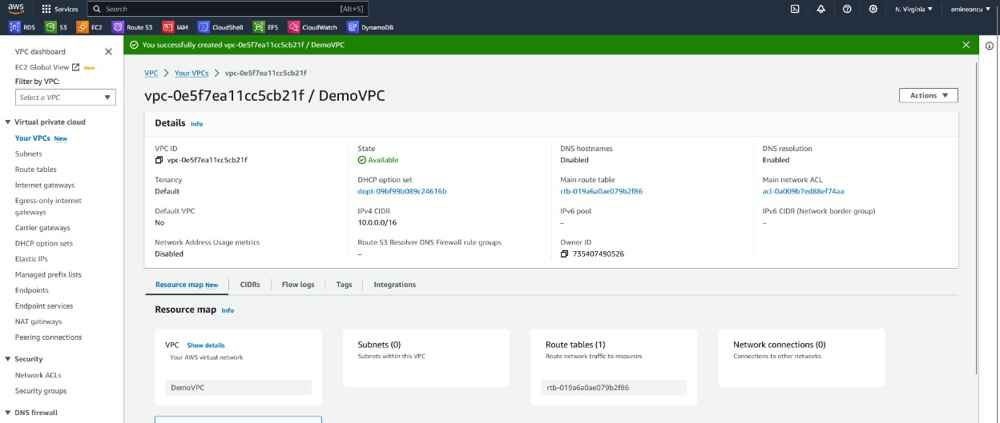 aws Services Search [Alt+S] N. Virginia emineoncu
RDS S3 EC2 Route 53 IAM CloudShell EFS CloudWatch DynamoDB
VPC dashboard
EC2 Global View New
Filter by VPC:
Select a VPC
Virtual private cloud
Your VPCs New
Subnets
Route tables
Internet gateways
Egress-only internet
gateways
Carrier gateways
DHCP option sets
Elastic IPs
Managed prefix lists
Endpoints
Endpoint services
NAT gateways
Peering connections
Security
Network ACLs
Security groups
DNS firewall
You successfully created vpc-0e5f7ea11cc5cb21f / DemoVPC
VPC Your VPCs vpc-0e5f7ea11cc5cb21f
vpc-0e5f7ea11cc5cb21f / DemoVPC
Actions
Details Info
VPC ID
vpc-0e5f7ea11cc5cb21f
State
Available
DNS hostnames
Disabled
DNS resolution
Enabled
Tenancy
Default
DHCP option set
dopt-09bf99b089c24616b
Main route table
rtb-019a6a0ae079b2f86
Main network ACL
acl-0a009b7ed88ef74aa
Default VPC
No
IPv4 CIDR
10.0.0.0/16
IPv6 pool
–
IPv6 CIDR (Network border group)
–
Network Address Usage metrics
Disabled
Route 53 Resolver DNS Firewall rule groups
–
Owner ID
735407490526
Resource map New CIDRs Flow logs Tags Integrations
Resource map Info
VPC Show details
Your AWS virtual network
DemoVPC
Subnets (0)
Subnets within this VPC
Route tables (1)
Route network traffic to resources
rtb-019a6a0ae079b2f86
Network connections (0)
Connections to other networks